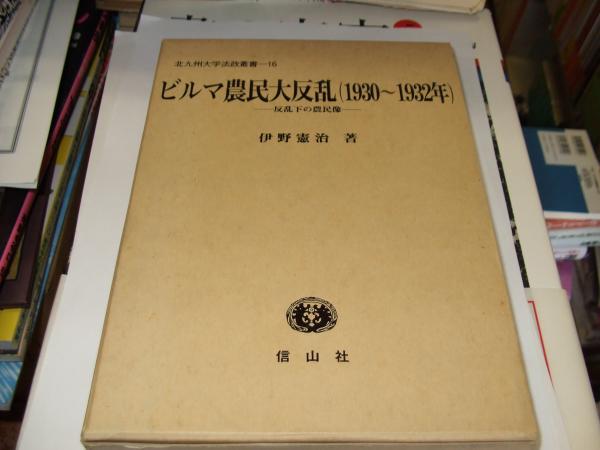 北九州大学法政叢書—16
ビルマ農民大反乱(1930〜1932年)
——反乱下の農民像——
伊野憲治 著
信山社